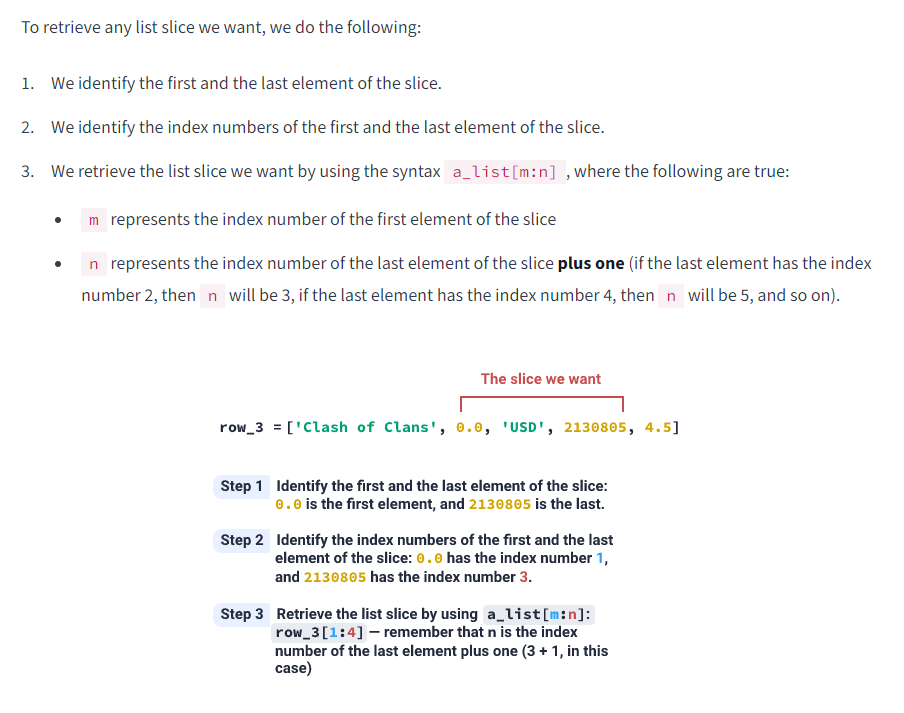 To retrieve any list slice we want, we do the following:
1. We identify the first and the last element of the slice.
2. We identify the index numbers of the first and the last element of the slice.
3. We retrieve the list slice we want by using the syntax a_list[m:n] , where the following are true:
• m represents the index number of the first element of the slice
• n represents the index number of the last element of the slice plus one (if the last element has the index
number 2, then n will be 3, if the last element has the index number 4, then n will be 5, and so on).
The slice we want
row_3 = ['Clash of Clans', 0.0, 'USD', 2130805, 4.5]
Step 1 Identify the first and the last element of the slice:
0.0 is the first element, and 2130805 is the last.
Step 2 Identify the index numbers of the first and the last
element of the slice: 0.0 has the index number 1,
and 2130805 has the index number 3.
Step 3 Retrieve the list slice by using a_list[m:n]:
row_3[1:4] — remember that n is the index
number of the last element plus one (3 + 1, in this
case)